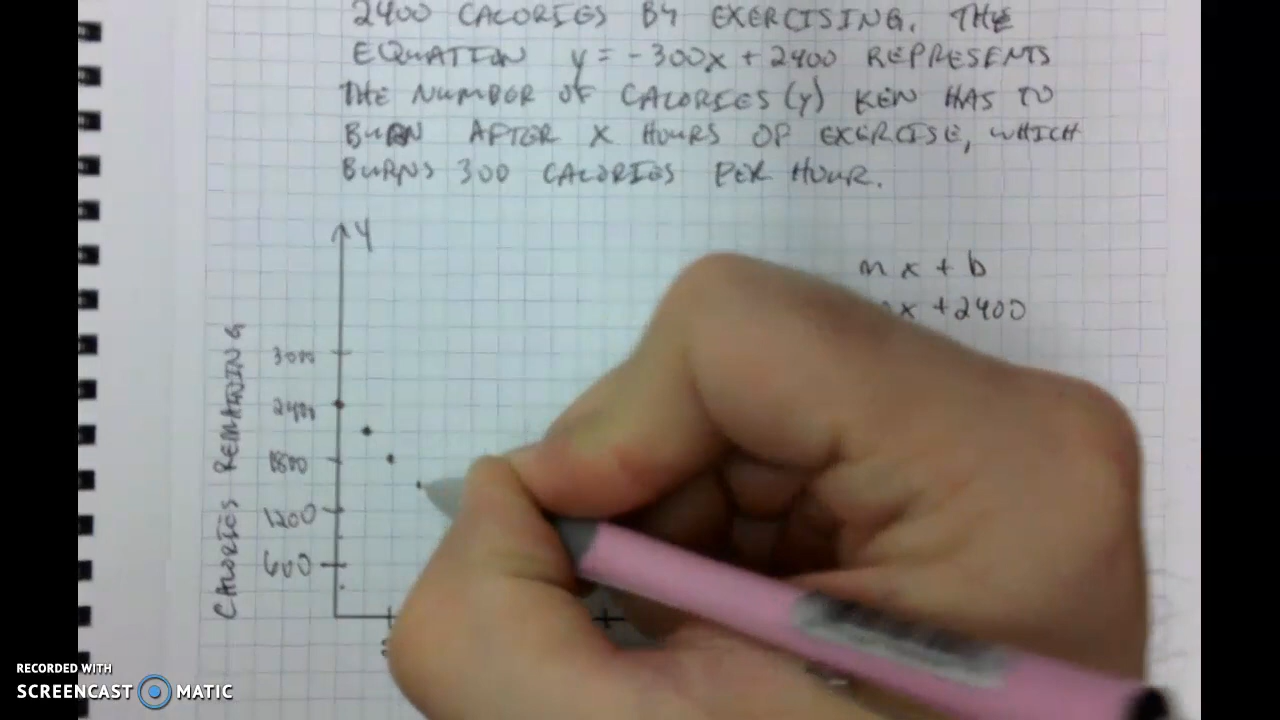 2400 CALORIES BY EXERCISING. THE
EQUATION y = -300x + 2400 REPRESENTS
THE NUMBER OF CALORIES (y) KEN HAS TO
BURN AFTER X HOURS OF EXERCISE, WHICH
BURNS 300 CALORIES PER HOUR.
y
mx + b
x + 2400
CALORIES REMAINING
3000
2400
1800
1200
600
RECORDED WITH
SCREENCAST MATIC